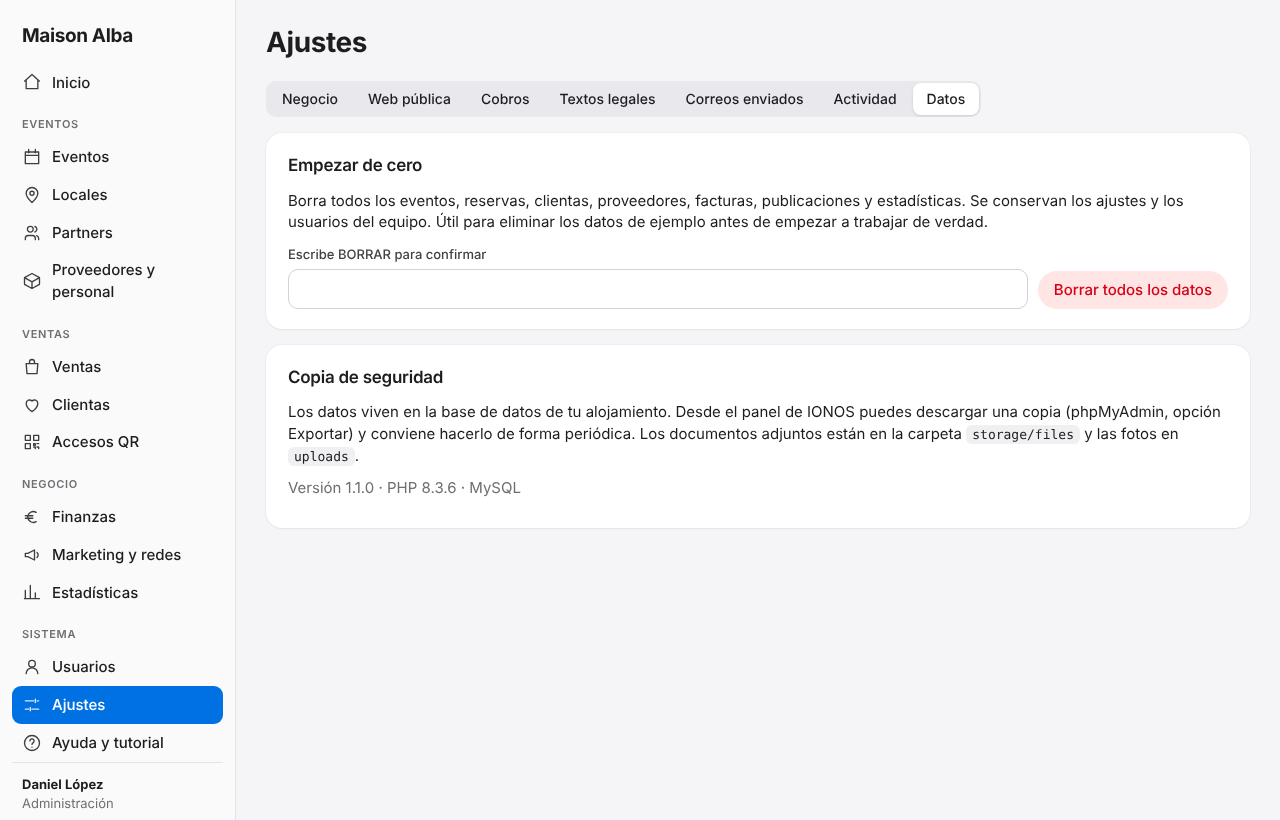 Maison Alba
Inicio
EVENTOS
Eventos
Locales
Partners
Proveedores y
personal
VENTAS
Ventas
Clientas
Accesos QR
NEGOCIO
Finanzas
Marketing y redes
Estadísticas
SISTEMA
Usuarios
Ajustes
Ayuda y tutorial
Daniel López
Administración
Ajustes
Negocio Web pública Cobros Textos legales Correos enviados Actividad Datos
Empezar de cero
Borra todos los eventos, reservas, clientas, proveedores, facturas, publicaciones y estadísticas. Se conservan los ajustes y los
usuarios del equipo. Útil para eliminar los datos de ejemplo antes de empezar a trabajar de verdad.
Escribe BORRAR para confirmar
Borrar todos los datos
Copia de seguridad
Los datos viven en la base de datos de tu alojamiento. Desde el panel de IONOS puedes descargar una copia (phpMyAdmin, opción
Exportar) y conviene hacerlo de forma periódica. Los documentos adjuntos están en la carpeta storage/files y las fotos en
uploads.
Versión 1.1.0 · PHP 8.3.6 · MySQL